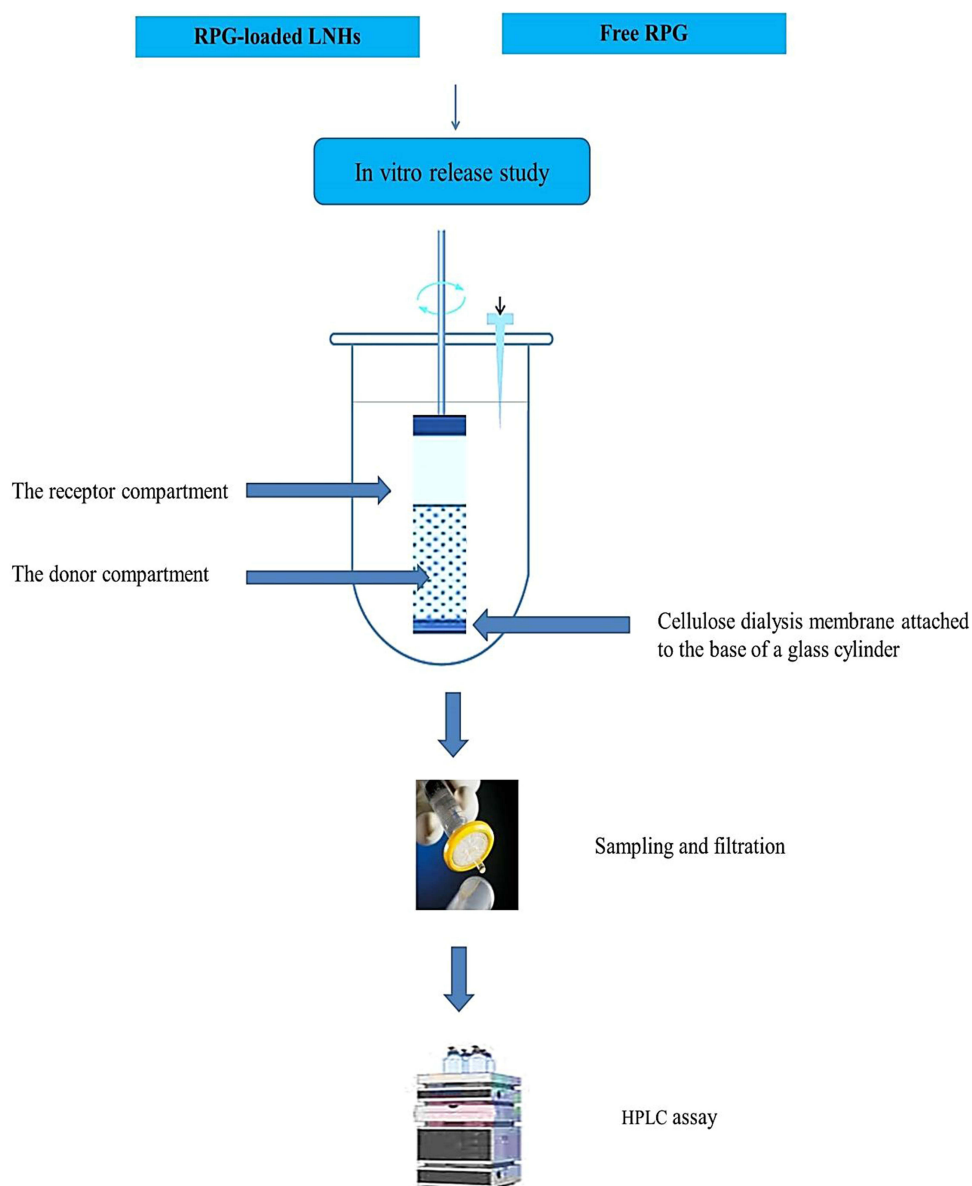 RPG-loaded LNHs
Free RPG
In vitro release study
The receptor compartment
The donor compartment
Cellulose dialysis membrane attached
to the base of a glass cylinder
Sampling and filtration
HPLC assay